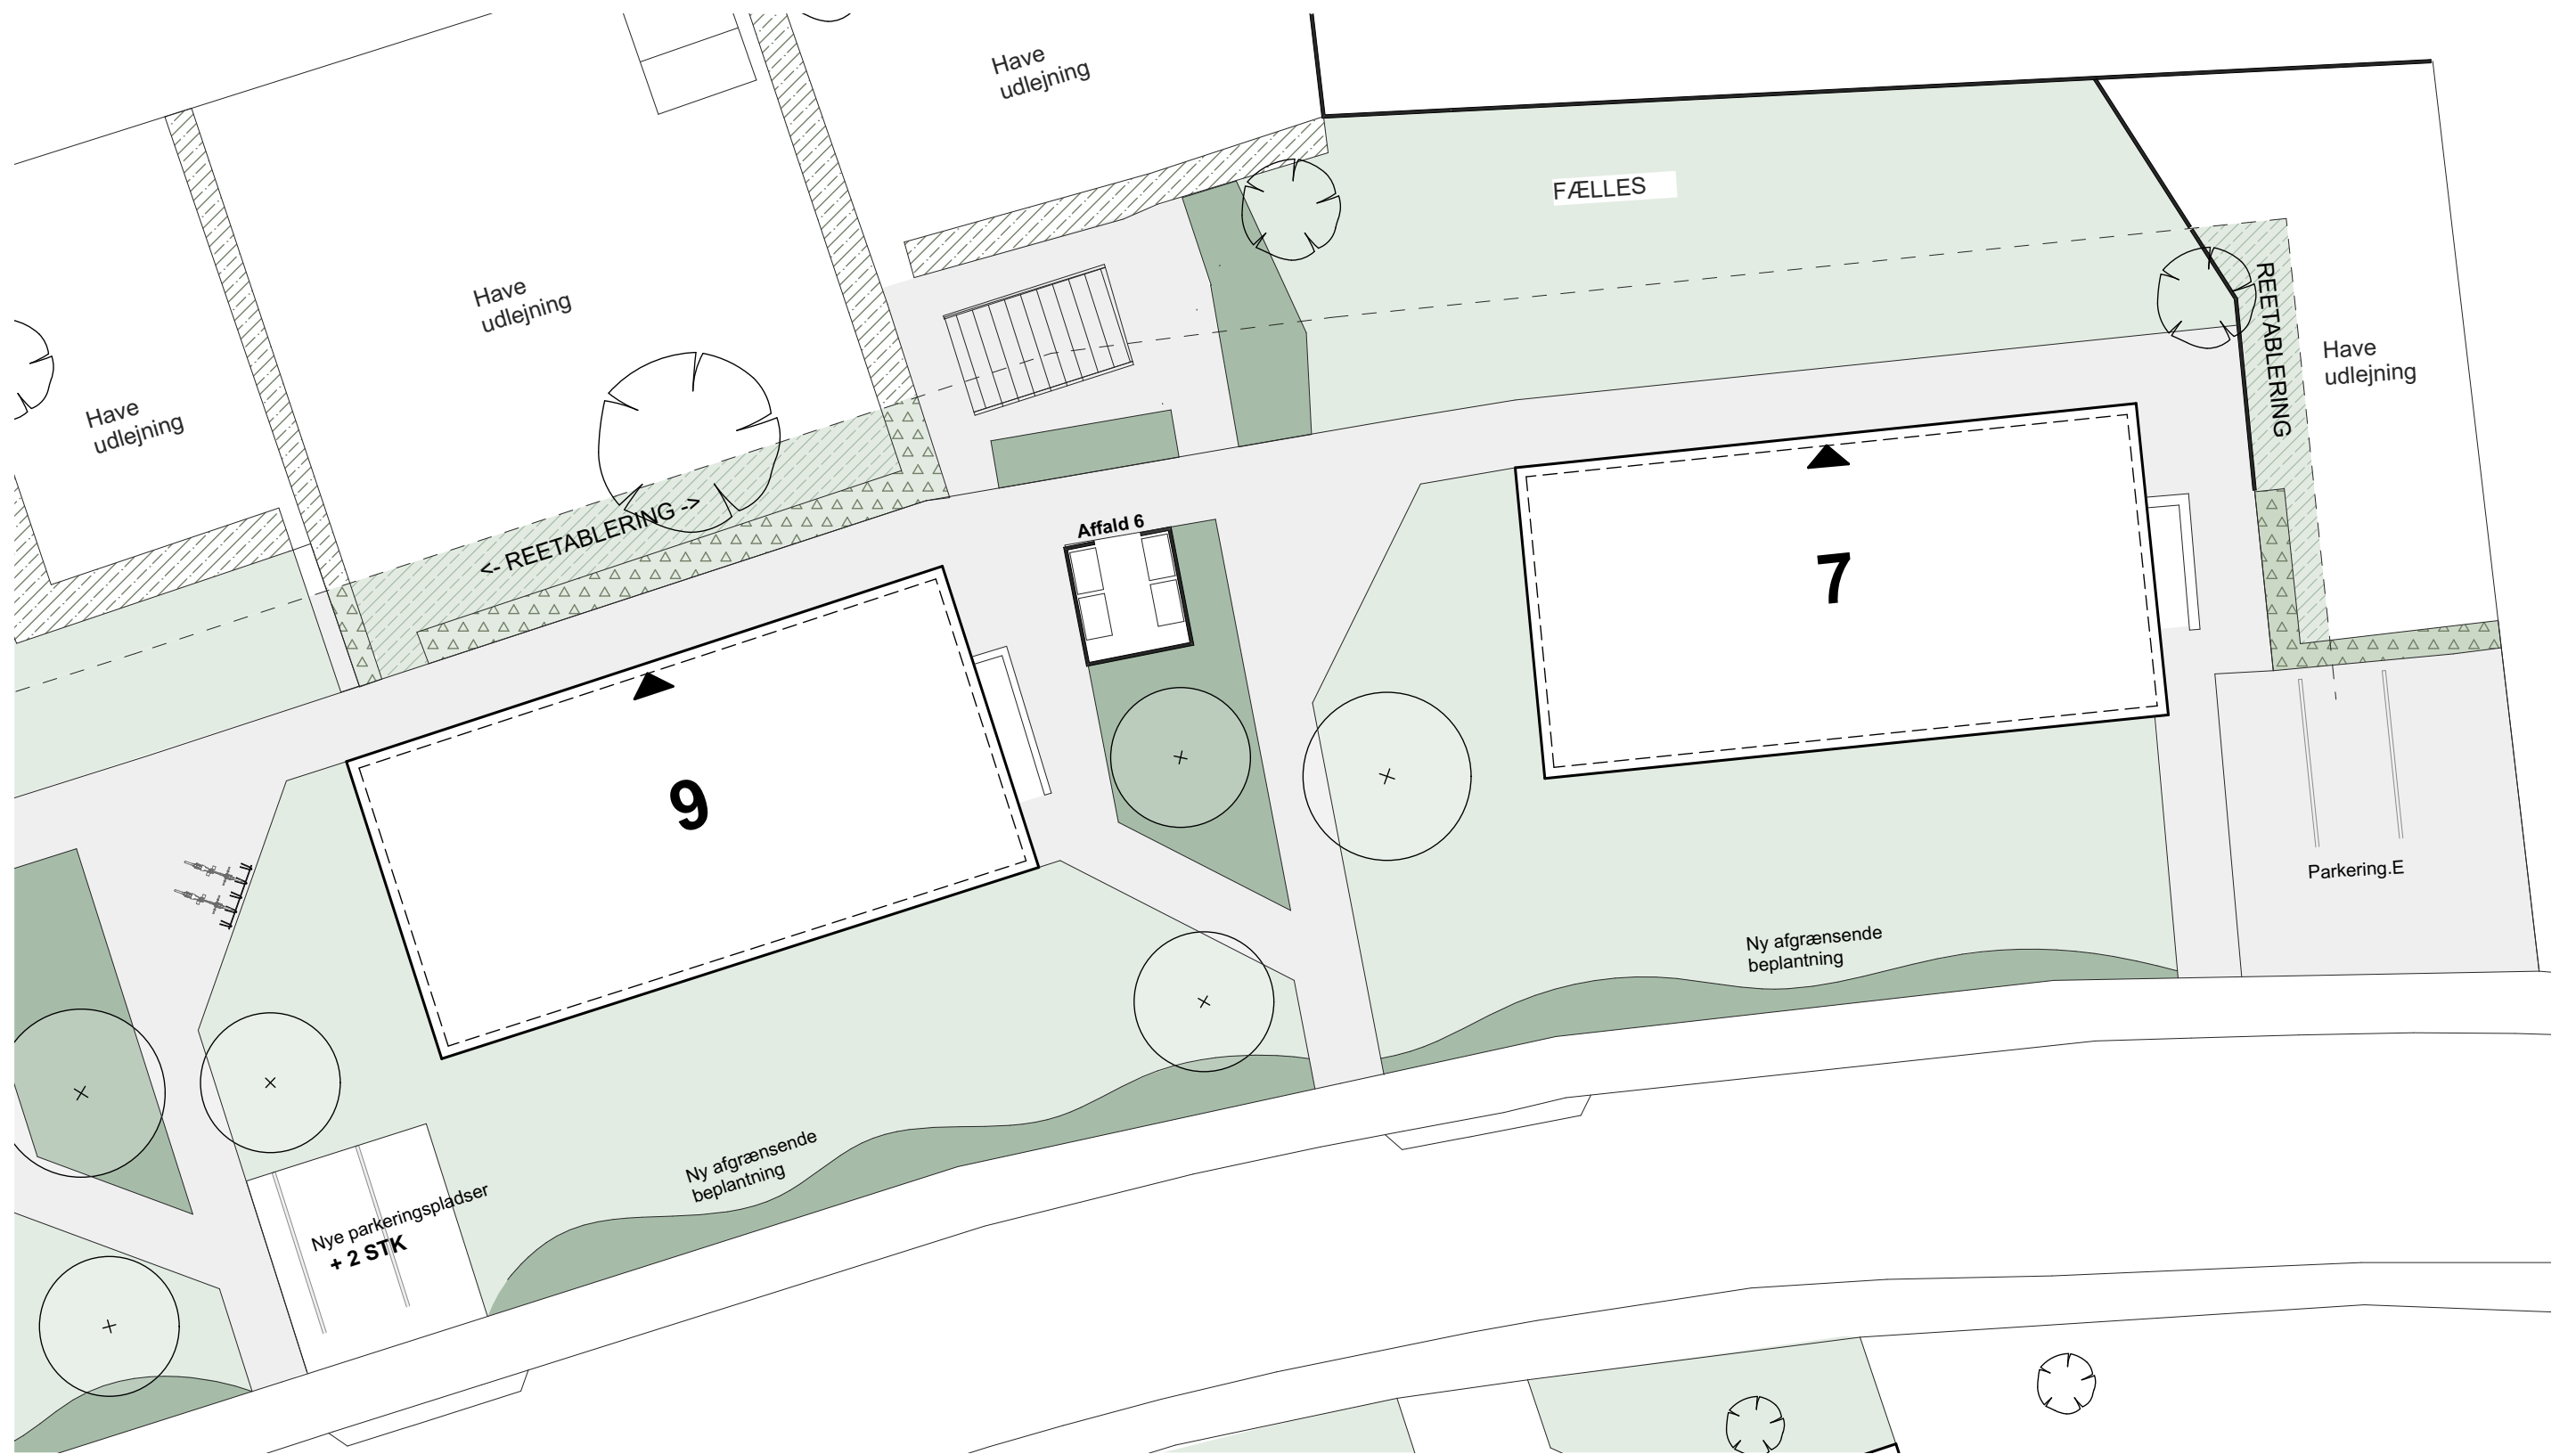 Have
udlejning
FÆLLES
Have
udlejning
REETABLERING
Have
udlejning
Have
udlejning
<- REETABLERING ->
Affald 6
7
9
Parkering.E
Ny afgrænsende
beplantning
Ny afgrænsende
beplantning
Nye parkeringspladser
+ 2 STK